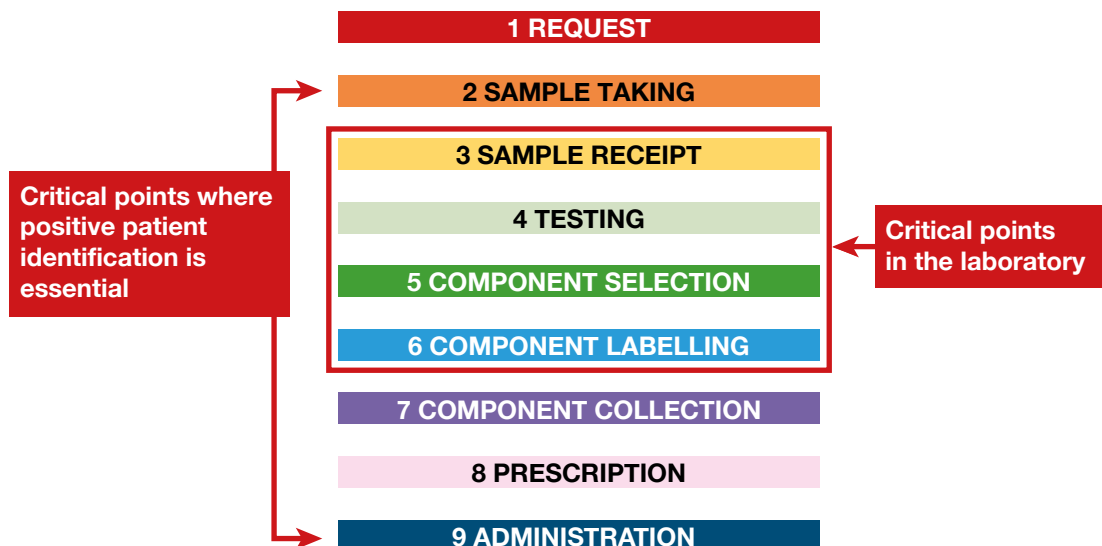 1 REQUEST
2 SAMPLE TAKING
3 SAMPLE RECEIPT
4 TESTING
5 COMPONENT SELECTION
6 COMPONENT LABELLING
7 COMPONENT COLLECTION
8 PRESCRIPTION
9 ADMINISTRATION
Critical points where
positive patient
identification is
essential
Critical points
in the laboratory